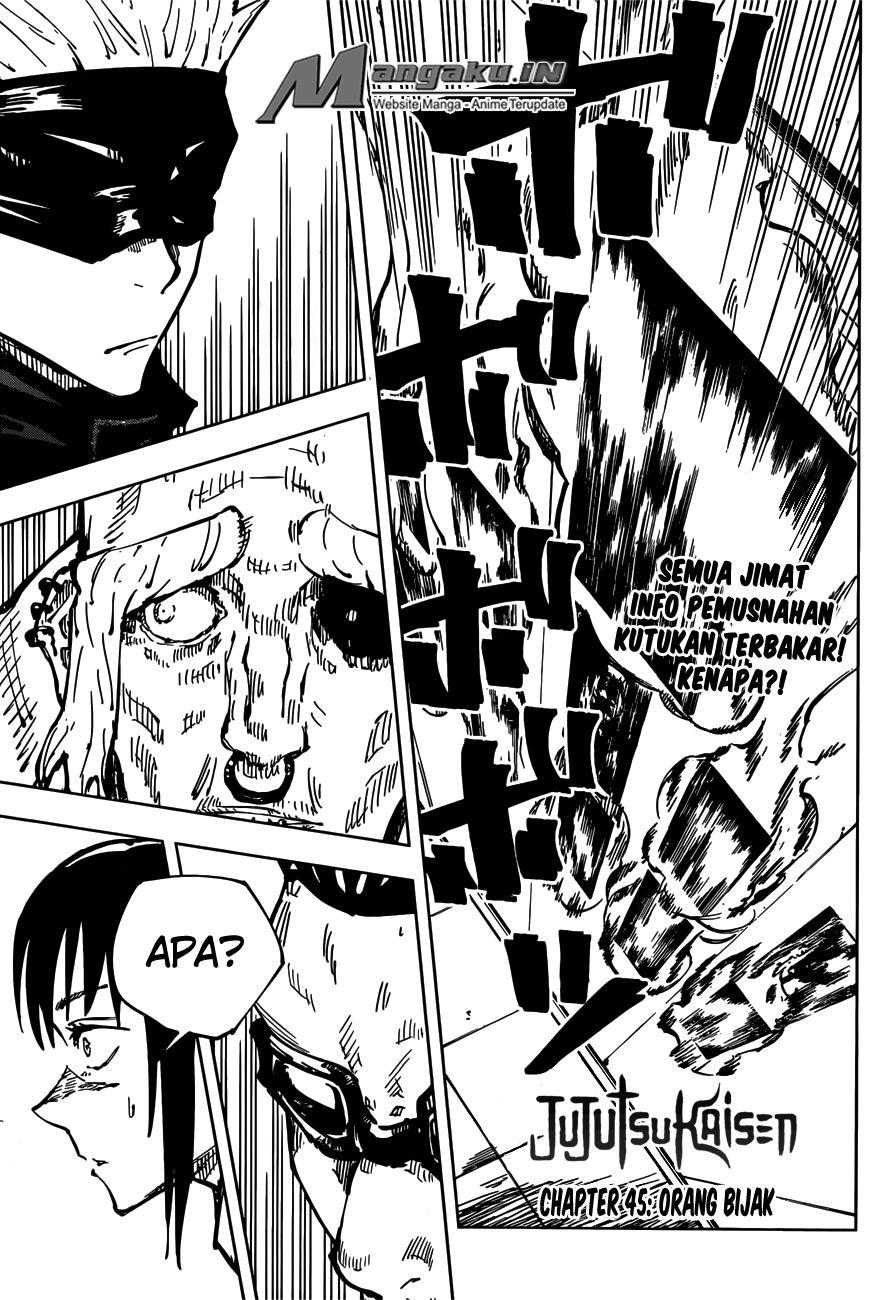 Mangaku.iN
Website Manga - Anime Terupdate
SEMUA JIMAT
INFO PEMUSNAHAN
KUTUKAN TERBAKAR!
KENAPA?!
APA?
JUJUTSU KAISEN
CHAPTER 45: ORANG BIJAK